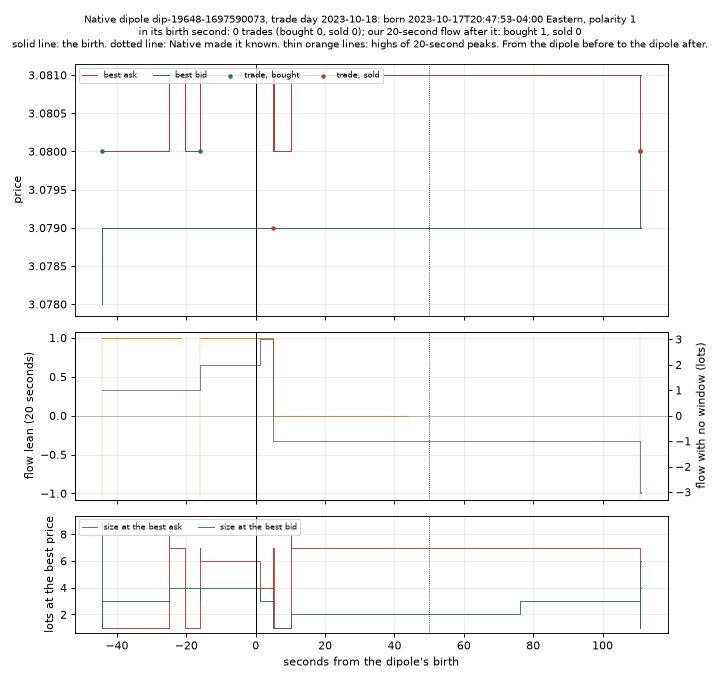 Native dipole dip-19648-1697590073, trade day 2023-10-18: born 2023-10-17T20:47:53-04:00 Eastern, polarity 1
in its birth second: 0 trades (bought 0, sold 0); our 20-second flow after it: bought 1, sold 0
solid line: the birth. dotted line: Native made it known. thin orange lines: highs of 20-second peaks. From the dipole before to the dipole after.
best ask best bid trade, bought trade, sold
3.0810
3.0805
3.0800
3.0795
3.0790
3.0785
3.0780
price
1.0
0.5
0.0
−0.5
−1.0
flow lean (20 seconds)
3
2
1
0
−1
−2
−3
flow with no window (lots)
size at the best ask size at the best bid
8
6
4
2
lots at the best price
−40 −20 0 20 40 60 80 100
seconds from the dipole's birth